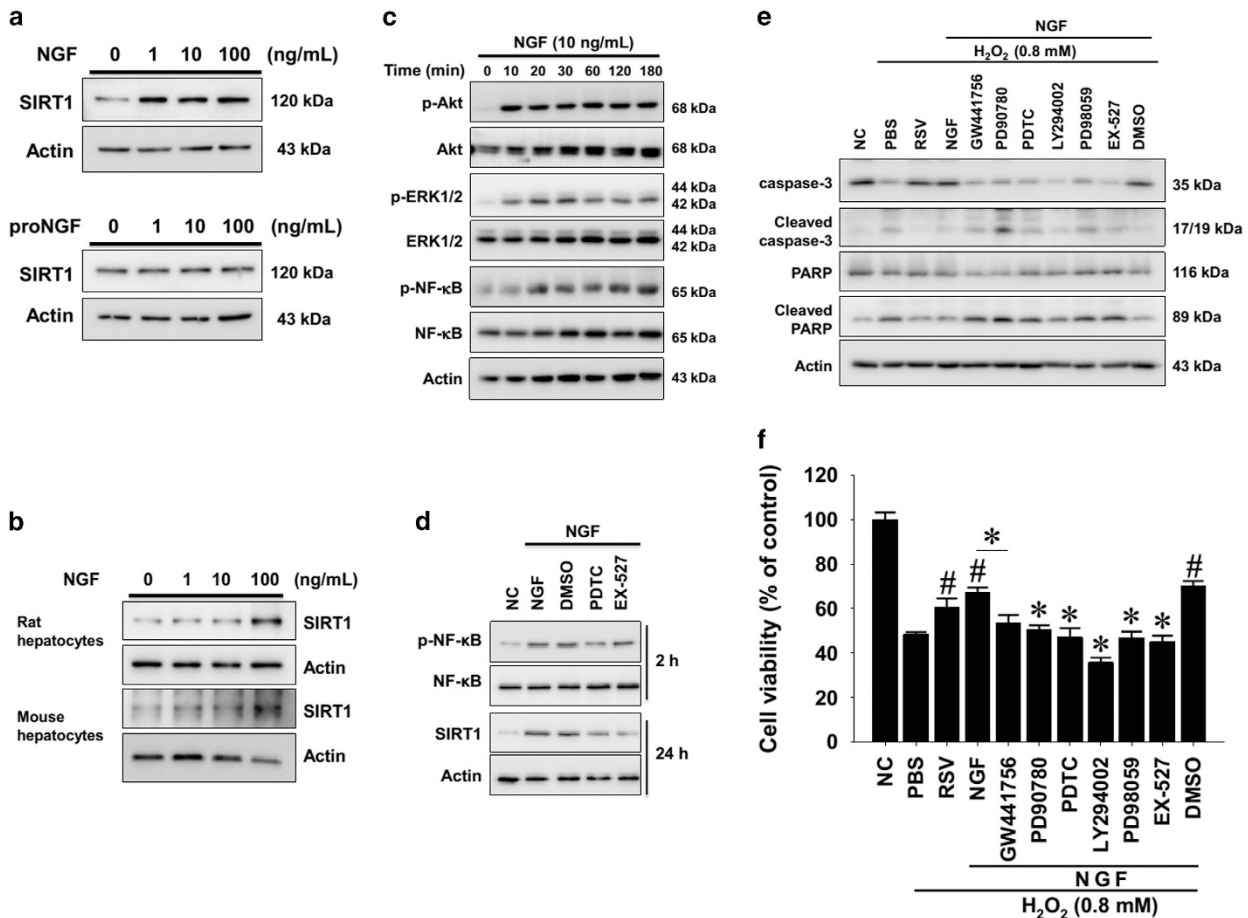 a
NGF 0 1 10 100 (ng/mL)
SIRT1 120 kDa
Actin 43 kDa
proNGF 0 1 10 100 (ng/mL)
SIRT1 120 kDa
Actin 43 kDa
b
NGF 0 1 10 100 (ng/mL)
Rat hepatocytes
SIRT1
Actin
Mouse hepatocytes
SIRT1
Actin
c
NGF (10 ng/mL)
Time (min) 0 10 20 30 60 120 180
p-Akt 68 kDa
Akt 68 kDa
p-ERK1/2 44 kDa 42 kDa
ERK1/2 44 kDa 42 kDa
p-NF-κB 65 kDa
NF-κB 65 kDa
Actin 43 kDa
d
NGF
NC NGF DMSO PDTC EX-527
p-NF-κB
NF-κB
2 h
SIRT1
Actin
24 h
e
NGF
H₂O₂ (0.8 mM)
NC PBS RSV NGF GW441756 PD90780 PDTC LY294002 PD98059 EX-527 DMSO
caspase-3 35 kDa
Cleaved caspase-3 17/19 kDa
PARP 116 kDa
Cleaved PARP 89 kDa
Actin 43 kDa
f
Cell viability (% of control)
120
100
80
60
40
20
0
# # * * * * * * #
NC PBS RSV NGF GW441756 PD90780 PDTC LY294002 PD98059 EX-527 DMSO
NGF
H₂O₂ (0.8 mM)